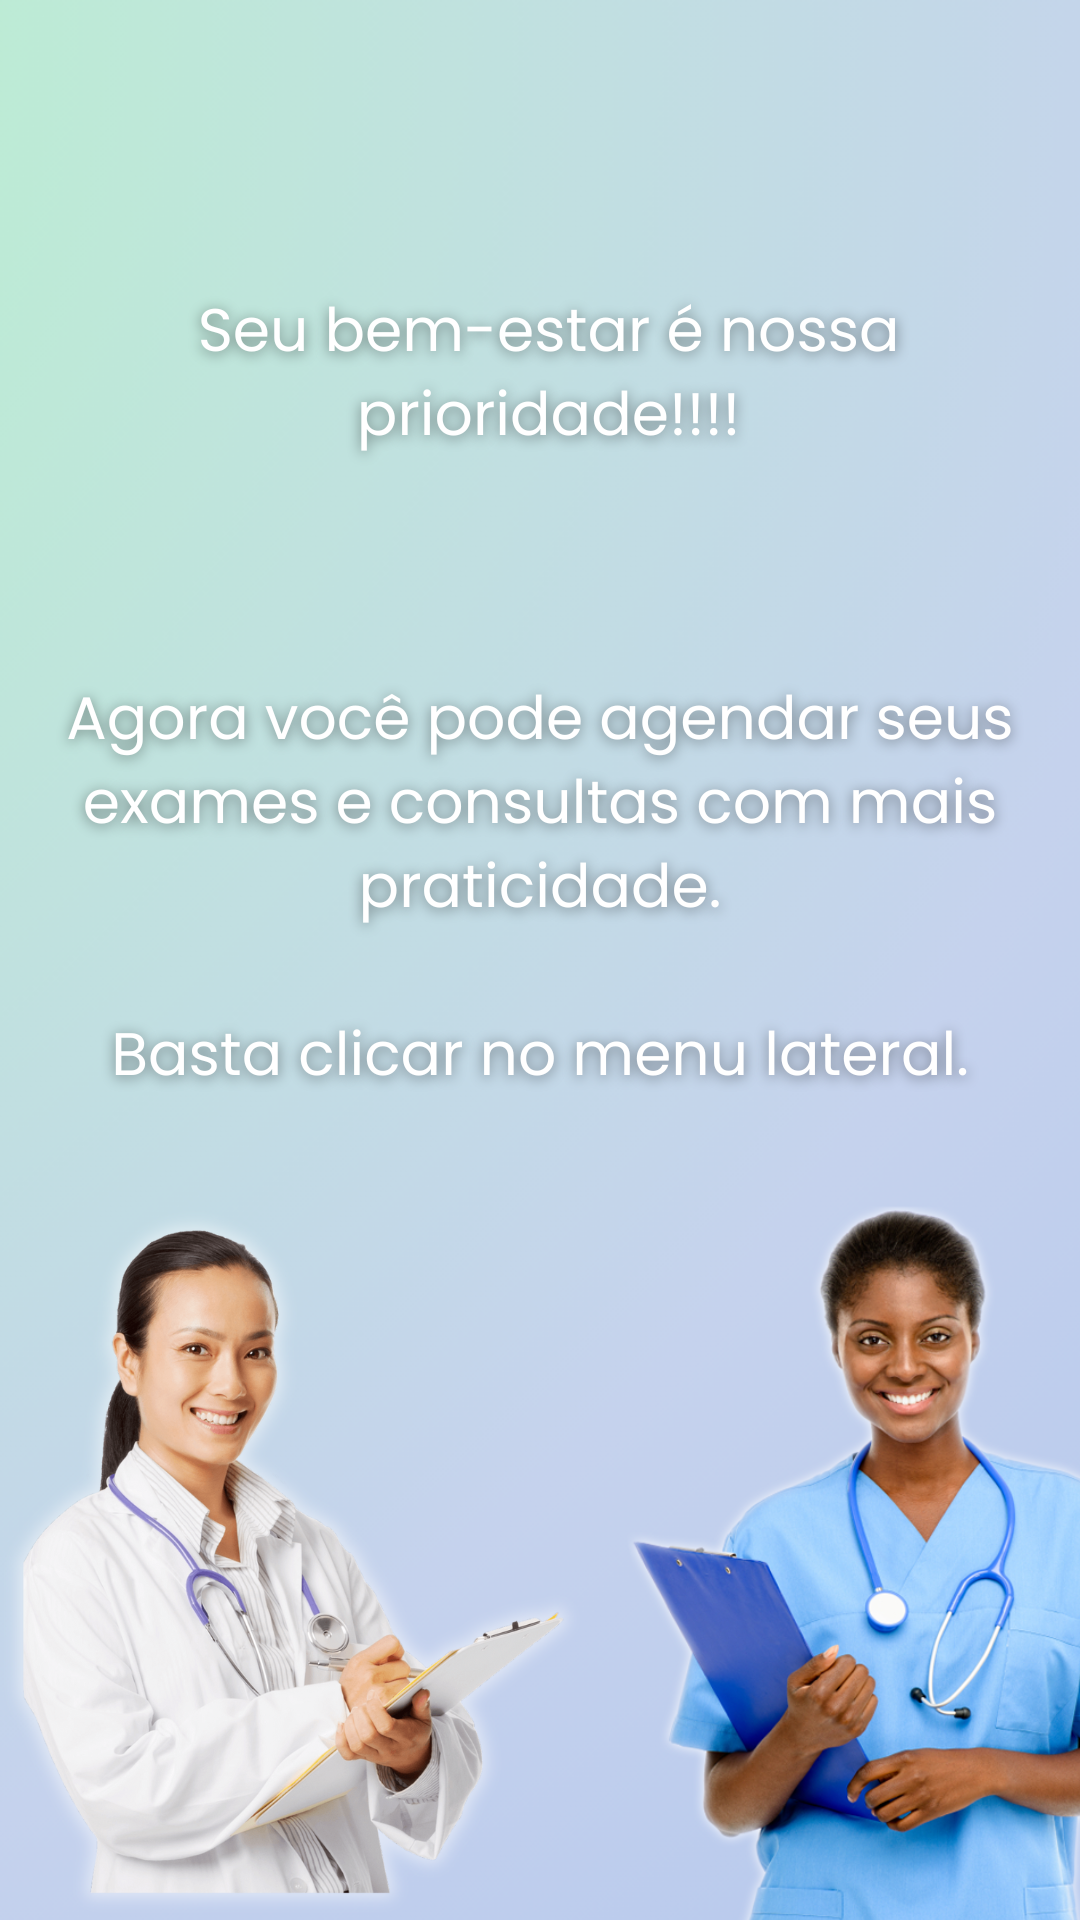 Seu bem-estar é nossa
prioridade!!!!
Agora você pode agendar seus
exames e consultas com mais
praticidade.
Basta clicar no menu lateral.